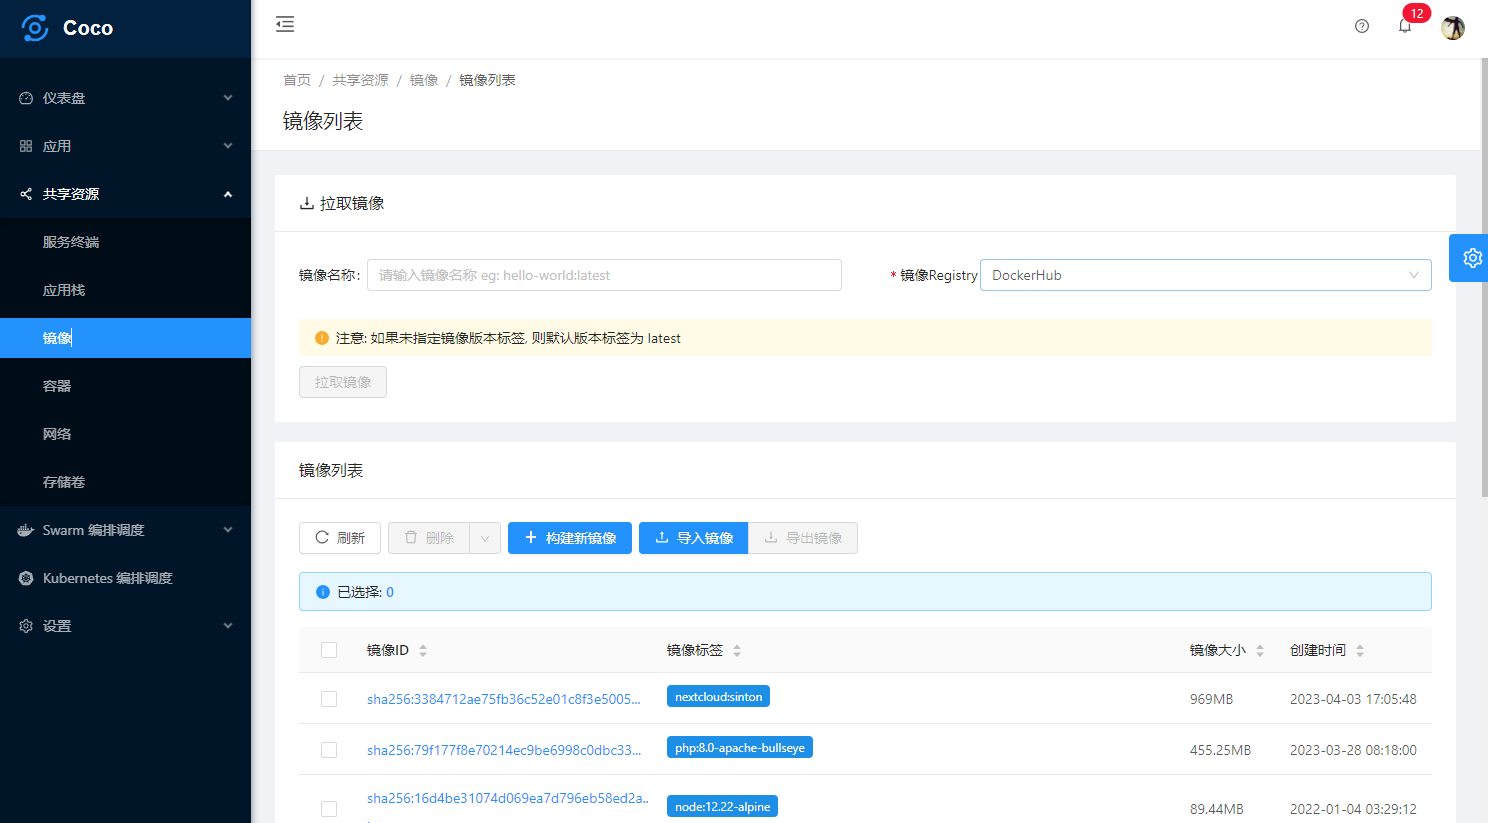 Coco
12
仪表盘
应用
共享资源
服务终端
应用栈
镜像
容器
网络
存储卷
Swarm 编排调度
Kubernetes 编排调度
设置
首页 / 共享资源 / 镜像 / 镜像列表
镜像列表
拉取镜像
镜像名称: 请输入镜像名称 eg: hello-world:latest
* 镜像Registry DockerHub
注意: 如果未指定镜像版本标签, 则默认版本标签为 latest
拉取镜像
镜像列表
刷新 删除 构建新镜像 导入镜像 导出镜像
已选择: 0
镜像ID 镜像标签 镜像大小 创建时间
sha256:3384712ae75fb36c52e01c8f3e5005... nextcloud:sinton 969MB 2023-04-03 17:05:48
sha256:79f177f8e70214ec9be6998c0dbc33... php:8.0-apache-bullseye 455.25MB 2023-03-28 08:18:00
sha256:16d4be31074d069ea7d796eb58ed2a.. node:12.22-alpine 89.44MB 2022-01-04 03:29:12